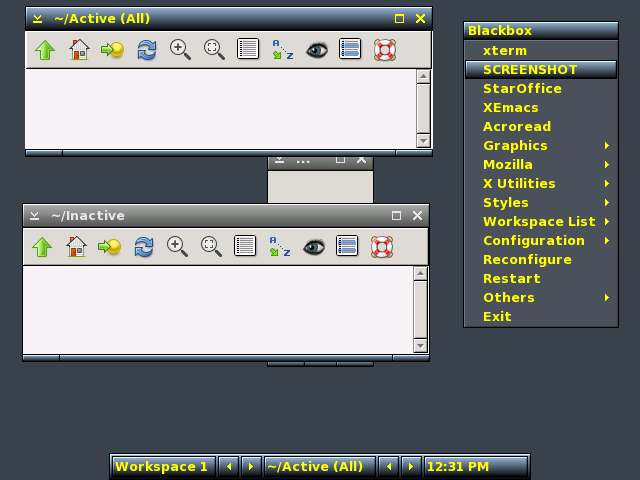 ~/Active (All)
Blackbox
xterm
SCREENSHOT
StarOffice
XEmacs
Acroread
Graphics
Mozilla
X Utilities
Styles
Workspace List
Configuration
Reconfigure
Restart
Others
Exit
A
Z
...
~/Inactive
A
Z
Workspace 1
~/Active (All)
12:31 PM